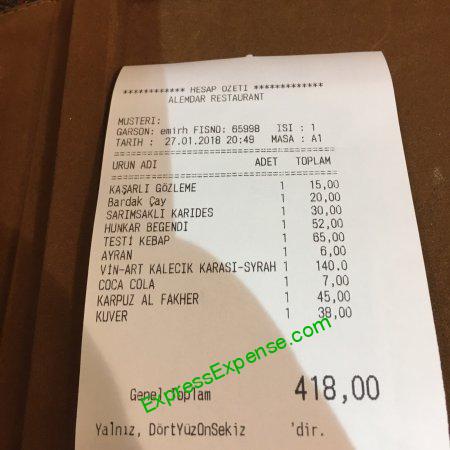 ************ HESAP OZETI *************
ALEMDAR RESTAURANT
MUSTERI:
GARSON: emirh FISNO: 65998 ISI : 1
TARIH : 27.01.2018 20:49 MASA : A1
URUN ADI ADET TOPLAM
KAŞARLI GÖZLEME 1 15,00
Bardak Çay 1 20,00
SARIMSAKLI KARIDES 1 30,00
HUNKAR BEGENDI 1 52,00
TESTİ KEBAP 1 65,00
AYRAN 1 6,00
VİN-ART KALECIK KARASI-SYRAH 1 140.0
COCA COLA 1 7,00
KARPUZ AL FAKHER 1 45,00
KUVER 1 38,00
ExpressExpense.com
Genel Toplam 418,00
Yalnız, DörtYüzOnSekiz 'dir.